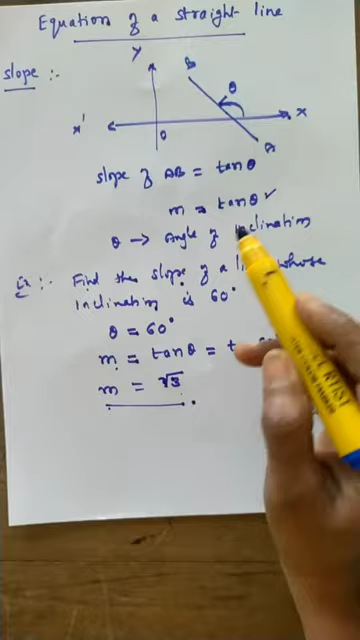 Equation of a straight line
slope :-
Y
B
θ
X'
X
O
A
slope of AB = tanθ
m = tanθ ✓
θ → Angle of inclination
Ex :- Find the slope of a line whose
inclination is 60°
θ = 60°
m = tanθ = t
m = √3